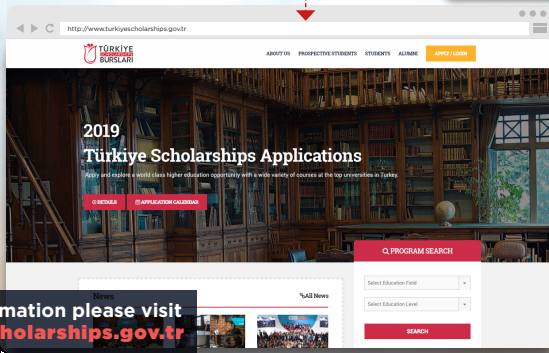 http://www.turkiyescholarships.gov.tr
TÜRKİYE
SCHOLARSHIPS
BURSLARI
ABOUT US PROSPECTIVE STUDENTS STUDENTS ALUMNI APPLY / LOGIN
2019
Türkiye Scholarships Applications
Apply and explore a world class higher education opportunity with a wide variety of courses at the top universities in Turkey.
DETAILS APPLICATION CALENDAR
PROGRAM SEARCH
Select Education Field
Select Education Level
SEARCH
News
All News
mation please visit
holarships.gov.tr